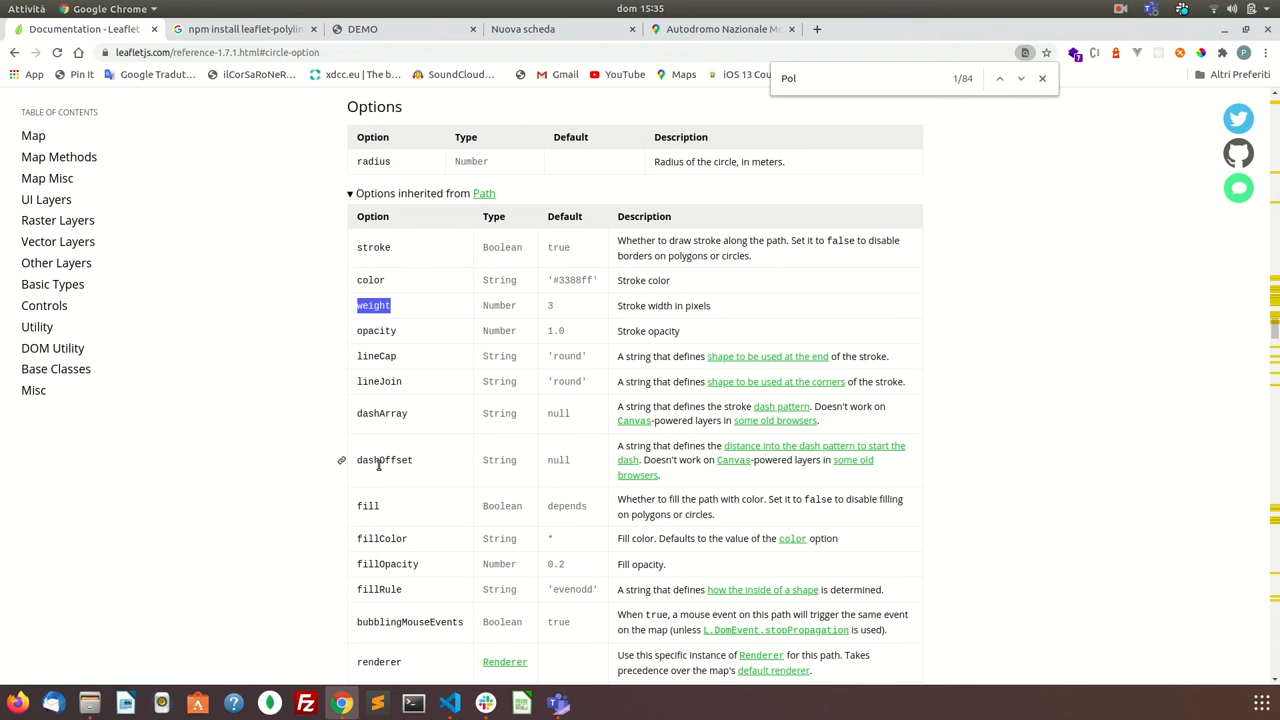 Attività
Google Chrome
dom 15:35
Documentation - Leaflet
npm install leaflet-polylin
DEMO
Nuova scheda
Autodromo Nazionale Mo
leafletjs.com/reference-1.7.1.html#circle-option
P
App
Pin It
Google Tradut...
ilCorSaRoNeR...
xdcc.eu | The b...
SoundCloud...
Gmail
YouTube
Maps
iOS 13 Cou
Altri Preferiti
Pol
1/84
TABLE OF CONTENTS
Map
Map Methods
Map Misc
UI Layers
Raster Layers
Vector Layers
Other Layers
Basic Types
Controls
Utility
DOM Utility
Base Classes
Misc
Options
Option Type Default Description
radius Number Radius of the circle, in meters.
▼ Options inherited from Path
Option Type Default Description
stroke Boolean true Whether to draw stroke along the path. Set it to false to disable
borders on polygons or circles.
color String '#3388ff' Stroke color
weight Number 3 Stroke width in pixels
opacity Number 1.0 Stroke opacity
lineCap String 'round' A string that defines shape to be used at the end of the stroke.
lineJoin String 'round' A string that defines shape to be used at the corners of the stroke.
dashArray String null A string that defines the stroke dash pattern. Doesn't work on
Canvas-powered layers in some old browsers.
dashOffset String null A string that defines the distance into the dash pattern to start the
dash. Doesn't work on Canvas-powered layers in some old
browsers.
fill Boolean depends Whether to fill the path with color. Set it to false to disable filling
on polygons or circles.
fillColor String * Fill color. Defaults to the value of the color option
fillOpacity Number 0.2 Fill opacity.
fillRule String 'evenodd' A string that defines how the inside of a shape is determined.
bubblingMouseEvents Boolean true When true, a mouse event on this path will trigger the same event
on the map (unless L.DomEvent.stopPropagation is used).
renderer Renderer Use this specific instance of Renderer for this path. Takes
precedence over the map's default renderer.